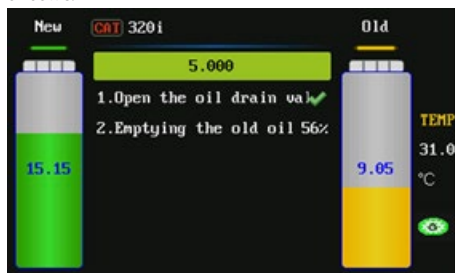 New CAT 320i Old
5.000
1.Open the oil drain val
2.Emptying the old oil 56%
TEMP
31.0
°C
15.15
9.05